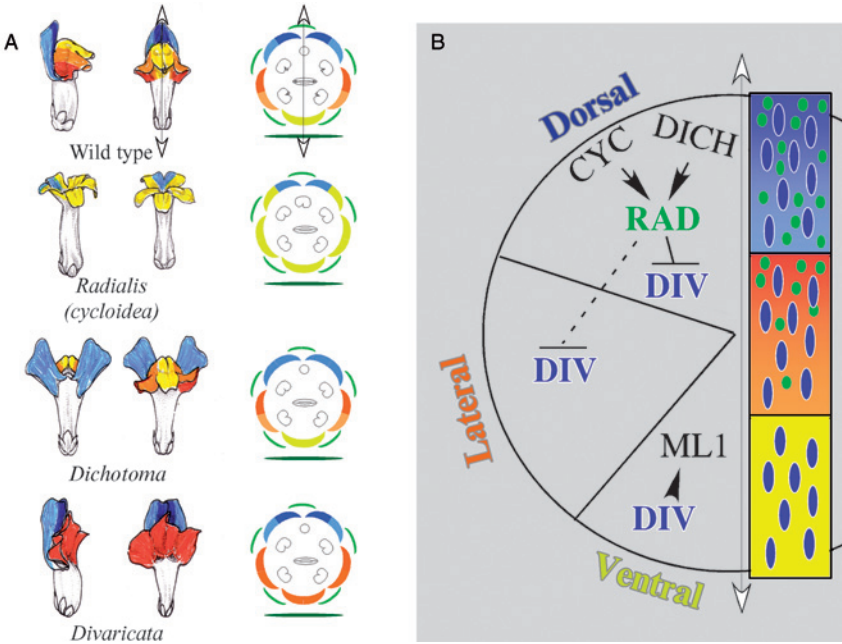 A
Wild type
Radialis
(cycloidea)
Dichotoma
Divaricata
B
Dorsal
CYC
DICH
RAD
DIV
DIV
Lateral
ML1
DIV
Ventral